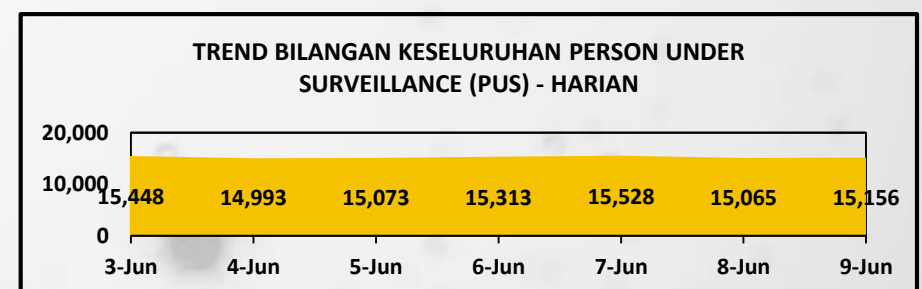 TREND BILANGAN KESELURUHAN PERSON UNDER
SURVEILLANCE (PUS) - HARIAN
20,000
10,000
0
15,448 14,993 15,073 15,313 15,528 15,065 15,156
3-Jun 4-Jun 5-Jun 6-Jun 7-Jun 8-Jun 9-Jun